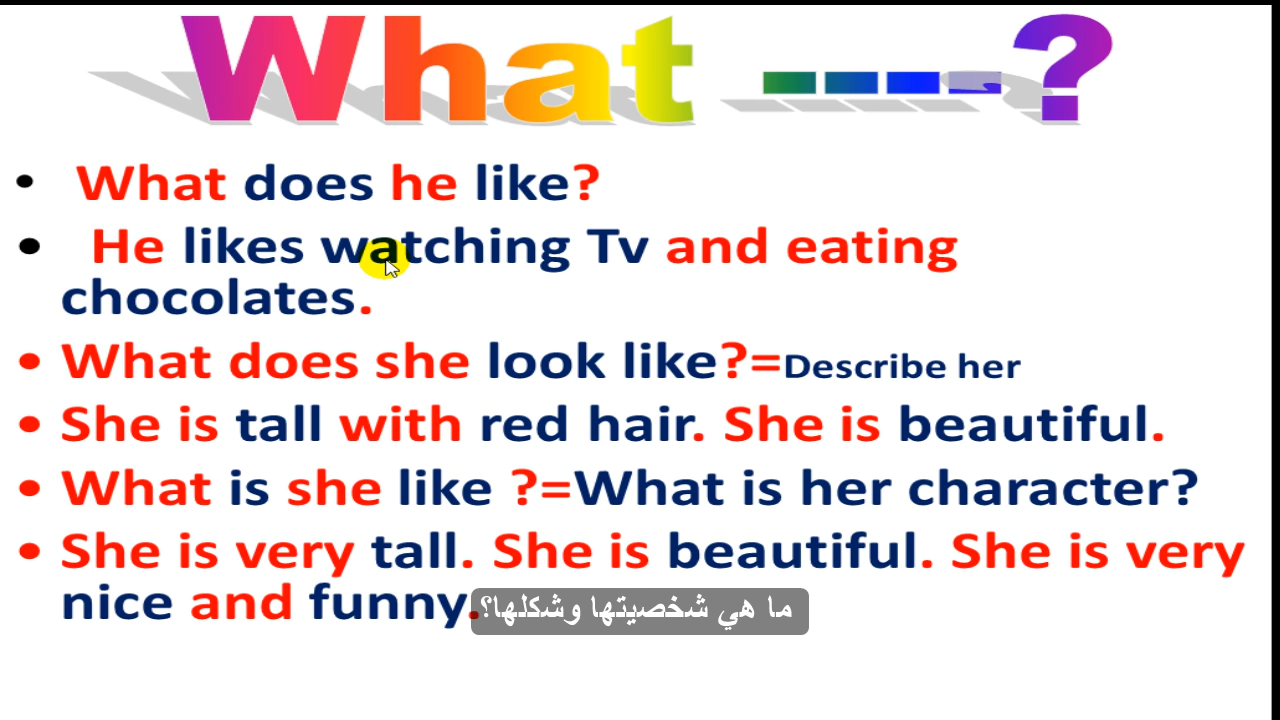 What ---- ?
• What does he like?
• He likes watching Tv and eating
chocolates.
• What does she look like?=Describe her
• She is tall with red hair. She is beautiful.
• What is she like ?=What is her character?
• She is very tall. She is beautiful. She is very
nice and funny.
ما هي شخصيتها وشكلها؟